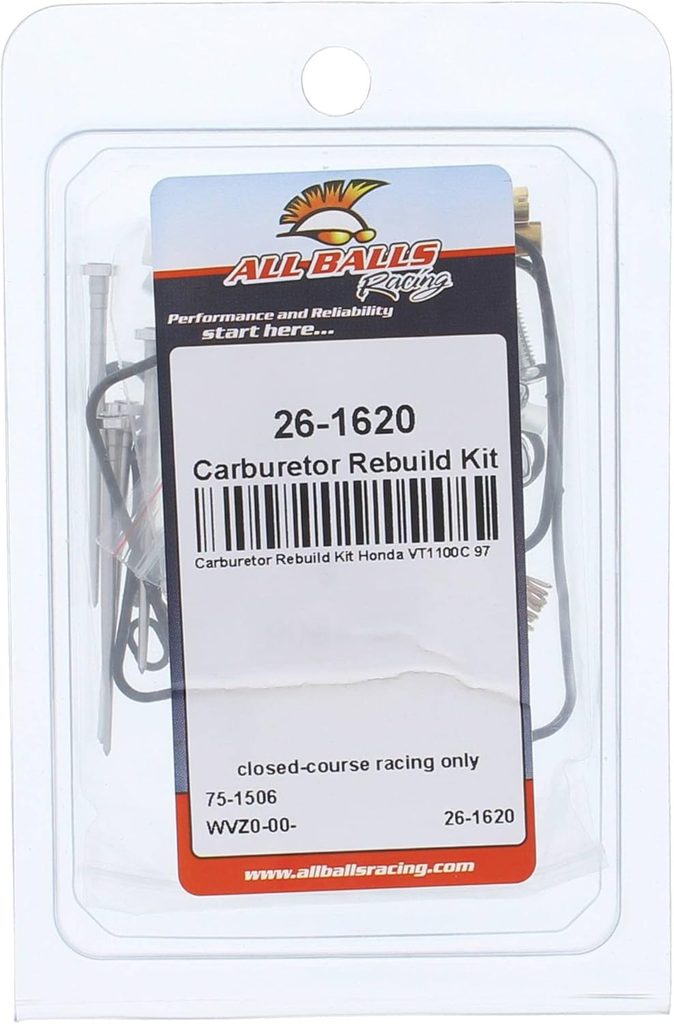 ALL BALLS
Racing
Performance and Reliability
start here...
26-1620
Carburetor Rebuild Kit
Carburetor Rebuild Kit Honda VT1100C 97
closed-course racing only
75-1506
WVZ0-00-
26-1620
www.allballsracing.com